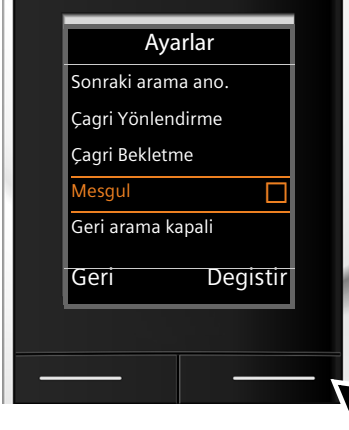 Ayarlar
Sonraki arama ano.
Çagri Yönlendirme
Çagri Bekletme
Mesgul
Geri arama kapali
Geri Degistir